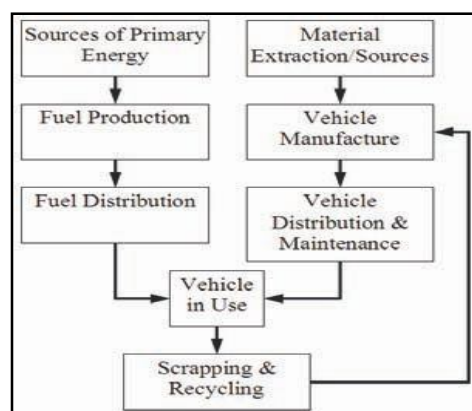 Sources of Primary
Energy
Material
Extraction/Sources
Fuel Production
Vehicle
Manufacture
Fuel Distribution
Vehicle
Distribution &
Maintenance
Vehicle
in Use
Scrapping &
Recycling